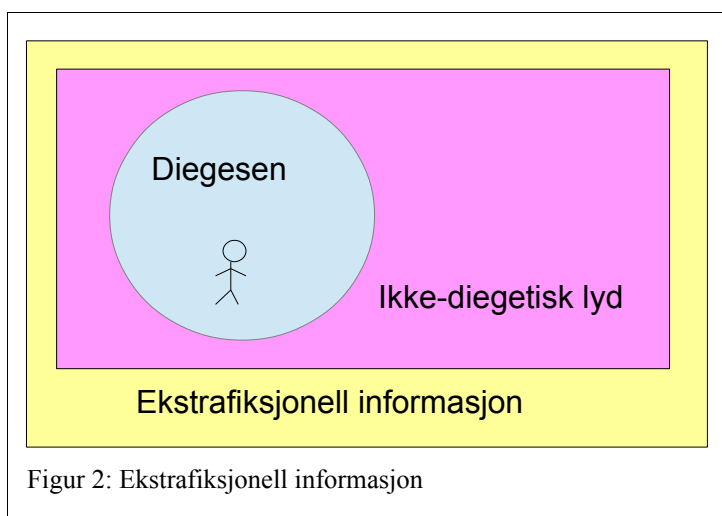 Diegesen
Ikke-diegetisk lyd
Ekstrafiksjonell informasjon
Figur 2: Ekstrafiksjonell informasjon